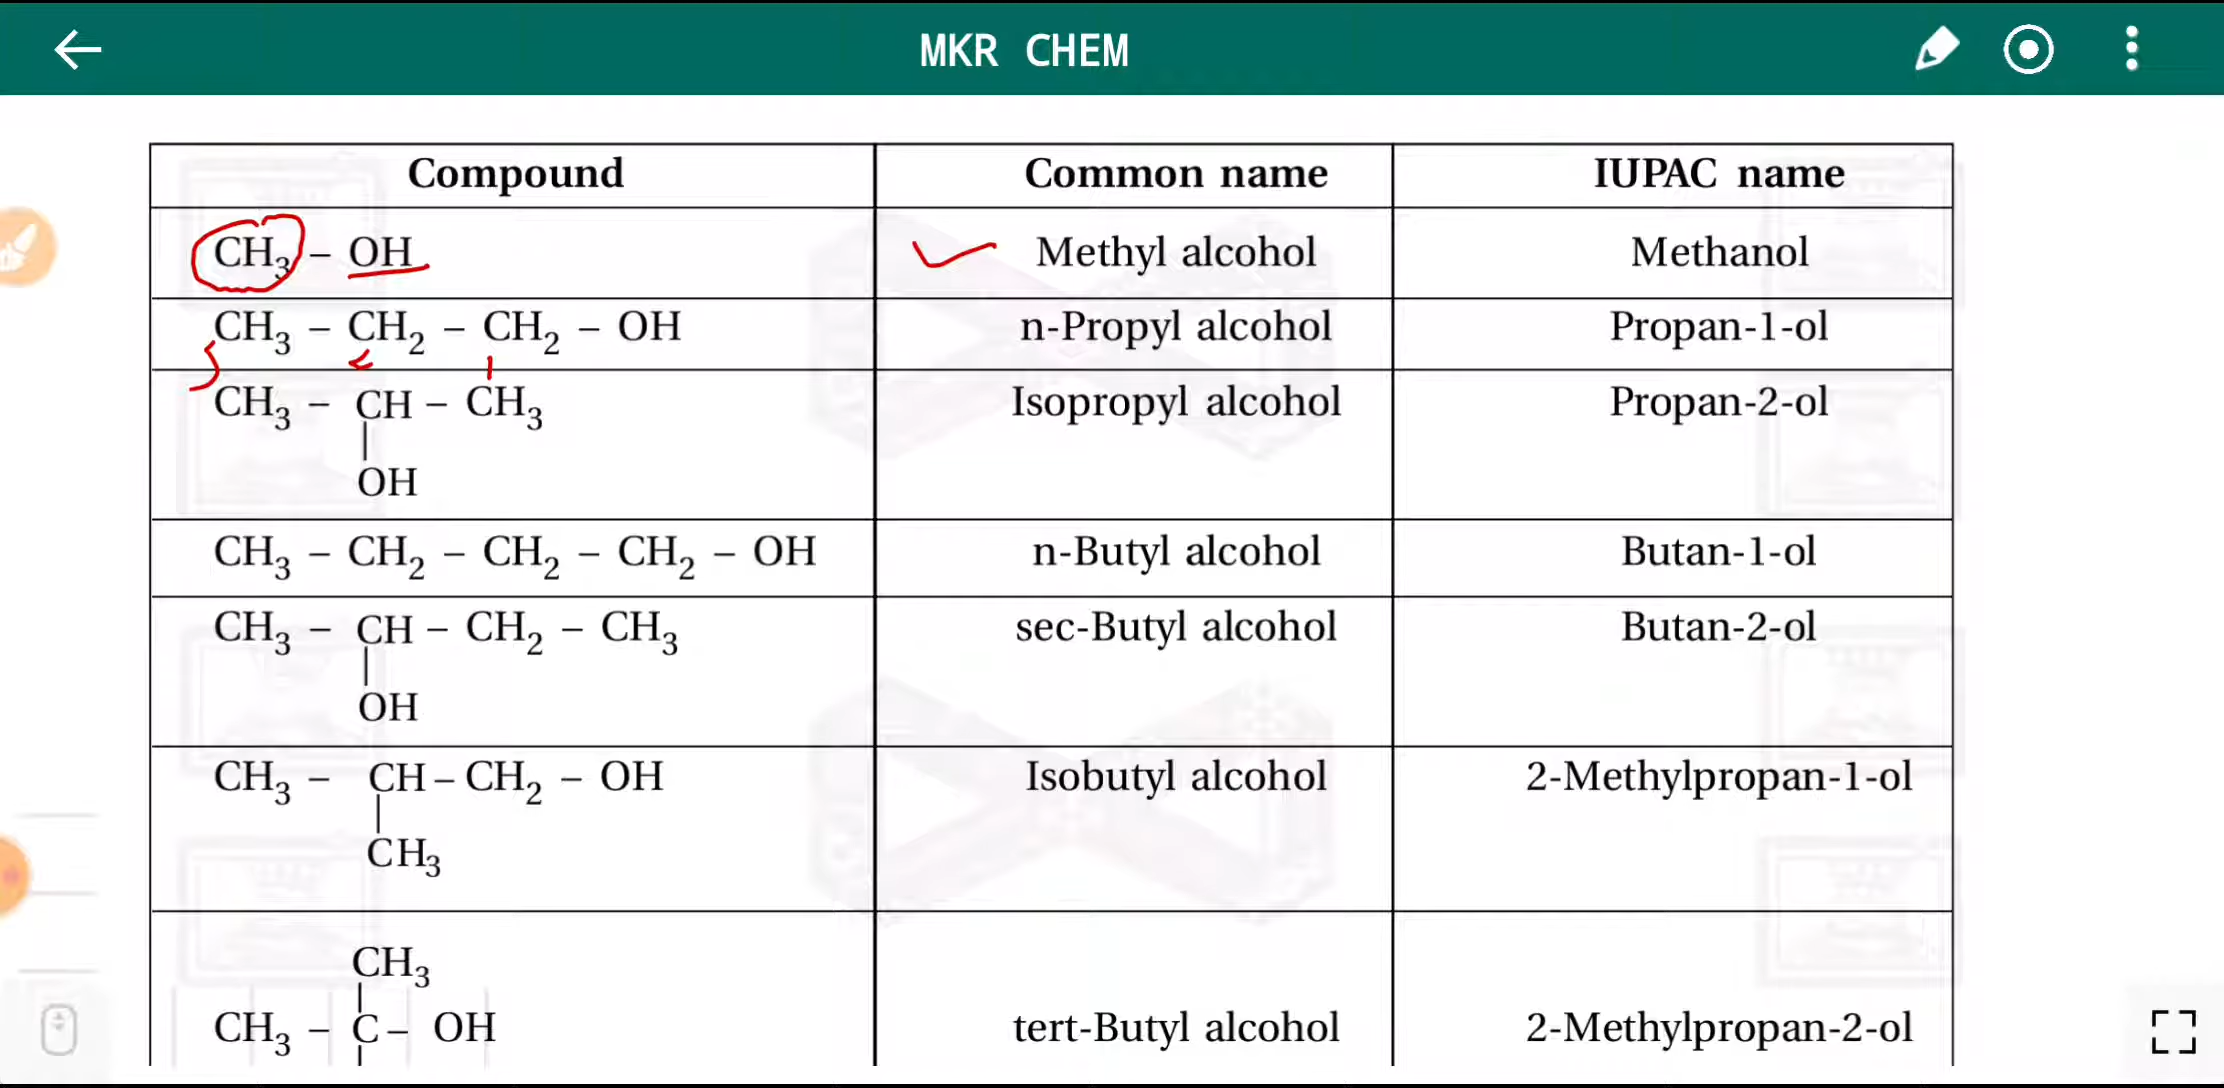 MKR CHEM
Compound Common name IUPAC name
CH₃ – OH Methyl alcohol Methanol
CH₃ – CH₂ – CH₂ – OH n-Propyl alcohol Propan-1-ol
3 2 1
CH₃ – CH – CH₃ Isopropyl alcohol Propan-2-ol
|
OH
CH₃ – CH₂ – CH₂ – CH₂ – OH n-Butyl alcohol Butan-1-ol
CH₃ – CH – CH₂ – CH₃ sec-Butyl alcohol Butan-2-ol
|
OH
CH₃ – CH – CH₂ – OH Isobutyl alcohol 2-Methylpropan-1-ol
|
CH₃
CH₃
|
CH₃ – C – OH tert-Butyl alcohol 2-Methylpropan-2-ol
|